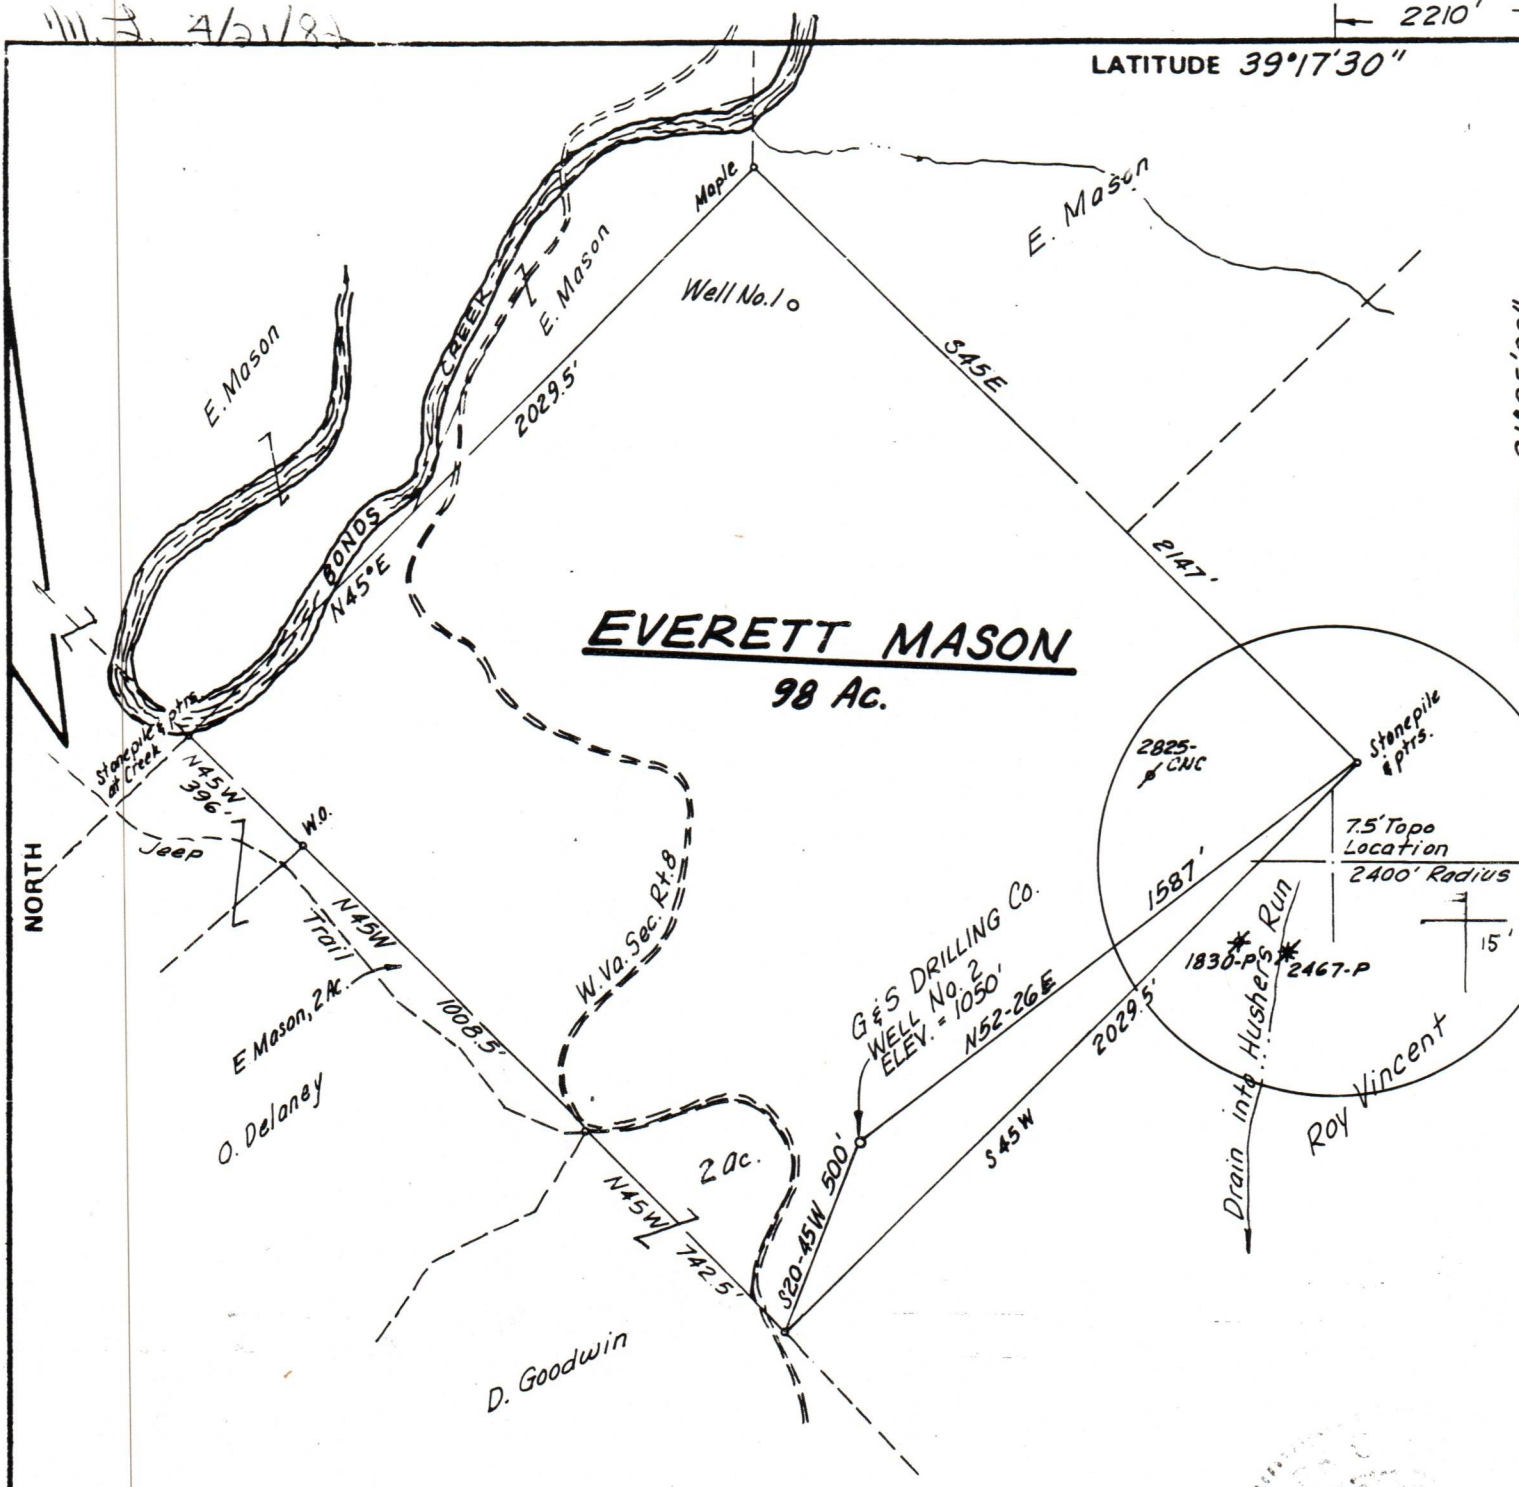 4/21/82
2210'
LATITUDE 39°17'30"
Maple
E. Mason
E. Mason
Well No.1
E. Mason
CREEK
S45E
2029.5'
BONDS
N45°E
2147'
EVERETT MASON
98 Ac.
Stonepile & ptrs.
at Creek
2825-
CNC
Stonepile
& ptrs.
N45W
396'
W.O.
Jeep
Trail
7.5' Topo
Location
2400' Radius
NORTH
N45W
W.Va. Sec. Rt. 8
1587'
15'
1830-P
2467-P
E Mason, 2 Ac.
1008.5'
G&S DRILLING Co.
WELL No. 2
ELEV. = 1050'
N52-26E
2029.5'
O. Delaney
Drain into Hushers Run
Roy Vincent
S45W
2 ac.
N45W
742.5'
S20-45W 500'
D. Goodwin